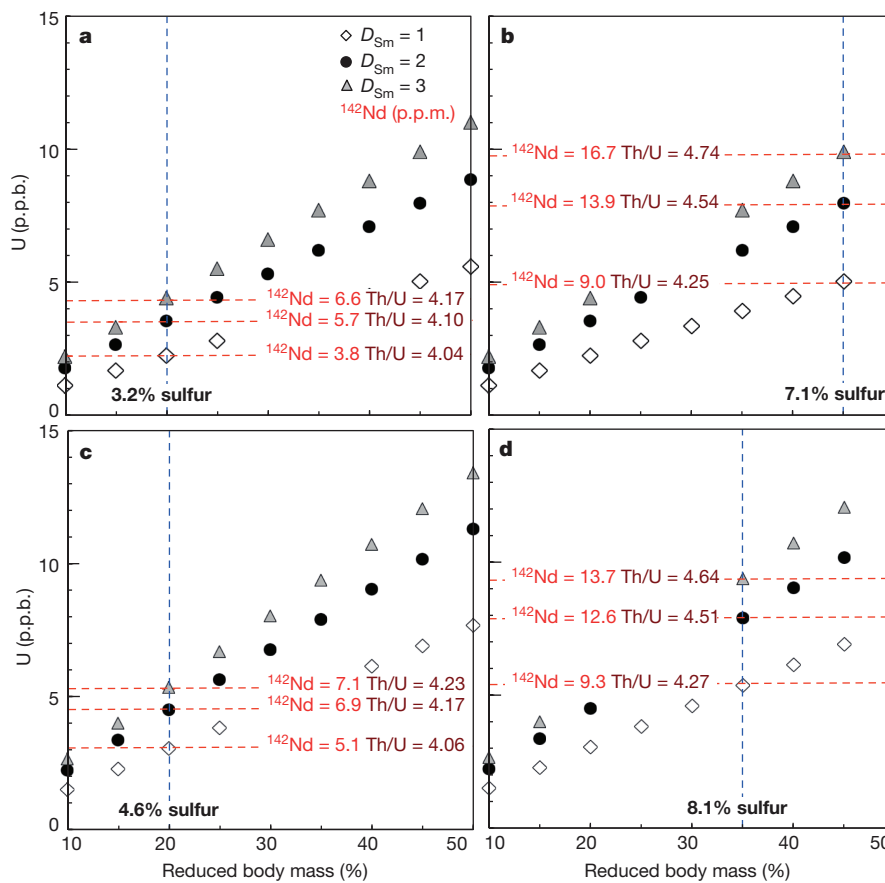 15
10
5
0
U (p.p.b.)
a
D_Sm = 1
D_Sm = 2
D_Sm = 3
¹⁴²Nd (p.p.m.)
¹⁴²Nd = 6.6 Th/U = 4.17
¹⁴²Nd = 5.7 Th/U = 4.10
¹⁴²Nd = 3.8 Th/U = 4.04
3.2% sulfur
b
¹⁴²Nd = 16.7 Th/U = 4.74
¹⁴²Nd = 13.9 Th/U = 4.54
¹⁴²Nd = 9.0 Th/U = 4.25
7.1% sulfur
15
10
5
0
U (p.p.b.)
c
¹⁴²Nd = 7.1 Th/U = 4.23
¹⁴²Nd = 6.9 Th/U = 4.17
¹⁴²Nd = 5.1 Th/U = 4.06
4.6% sulfur
10 20 30 40 50
Reduced body mass (%)
d
¹⁴²Nd = 13.7 Th/U = 4.64
¹⁴²Nd = 12.6 Th/U = 4.51
¹⁴²Nd = 9.3 Th/U = 4.27
8.1% sulfur
10 20 30 40 50
Reduced body mass (%)